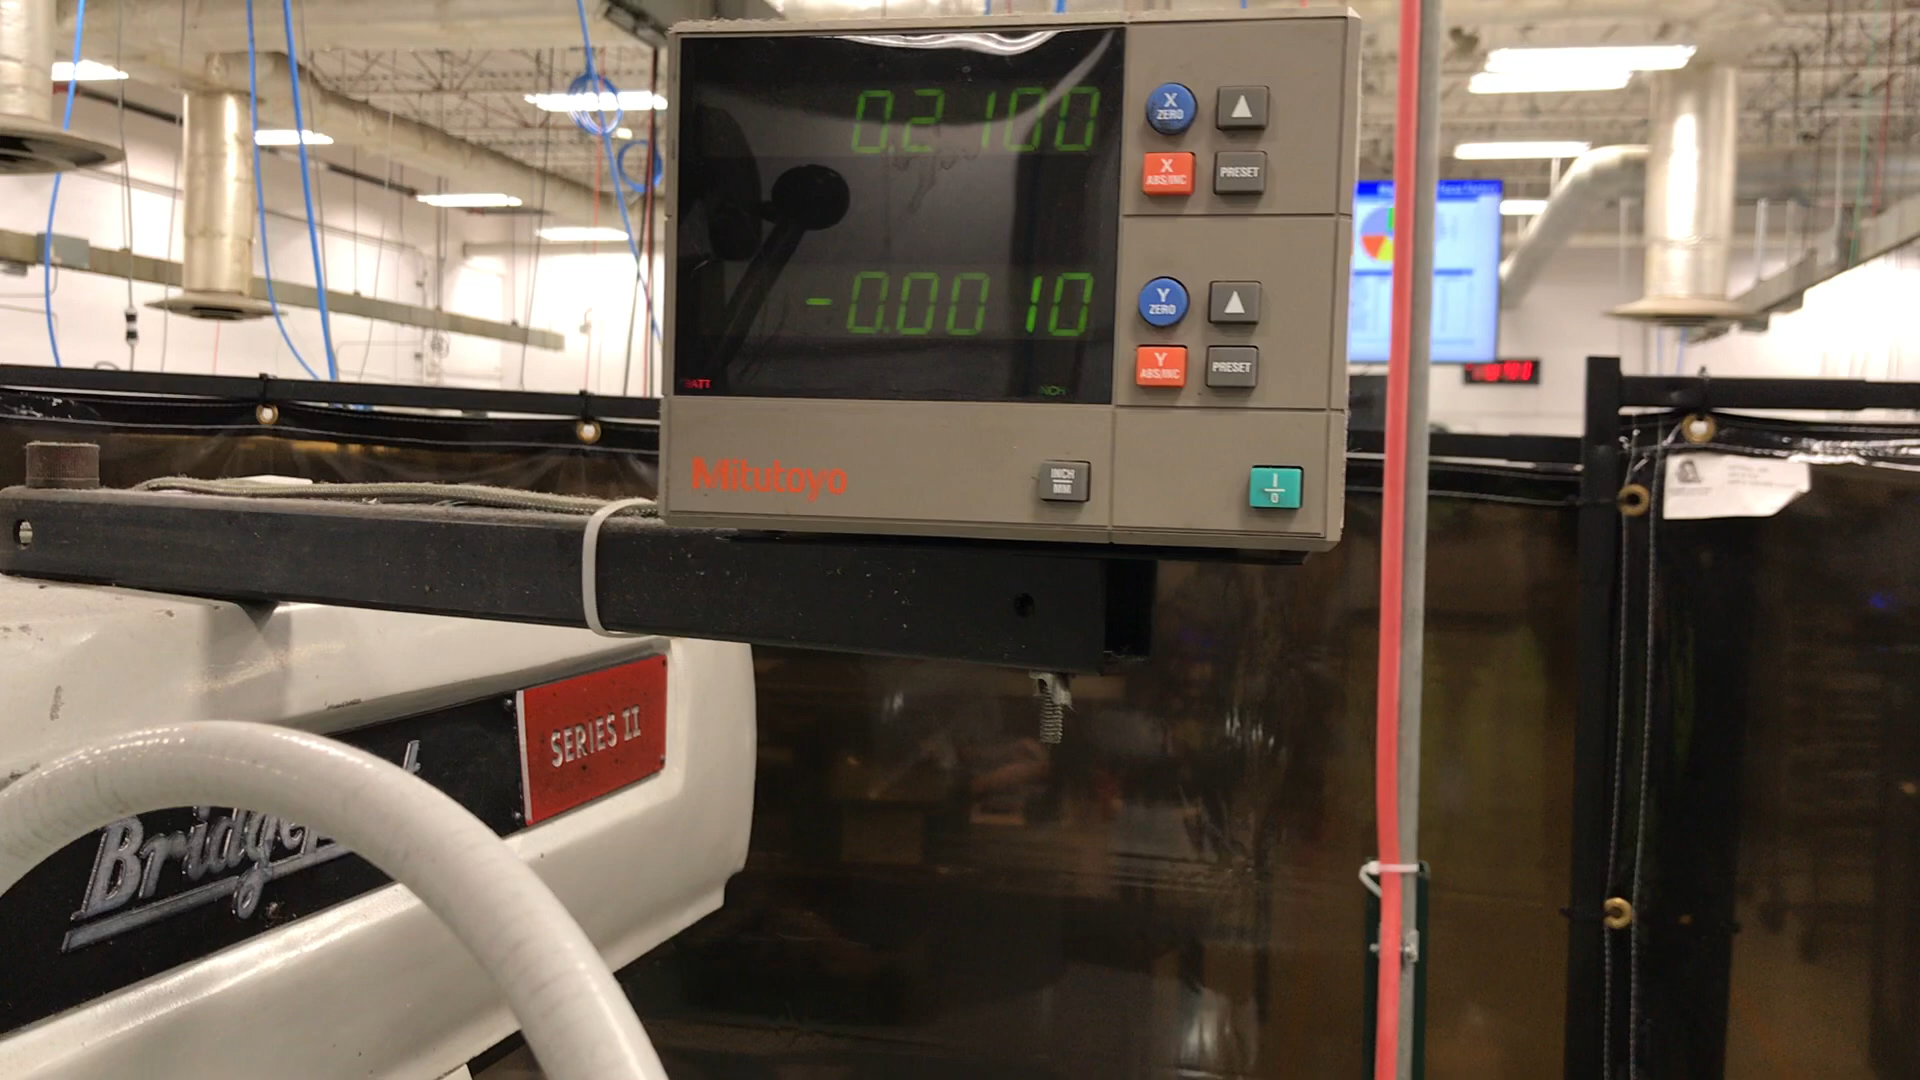 0.2100
X
ZERO
X
ABS/INC
PRESET
-0.0010
Y
ZERO
Y
ABS/INC
PRESET
BATT
INCH
Mitutoyo
INCH
MM
I
0
SERIES II